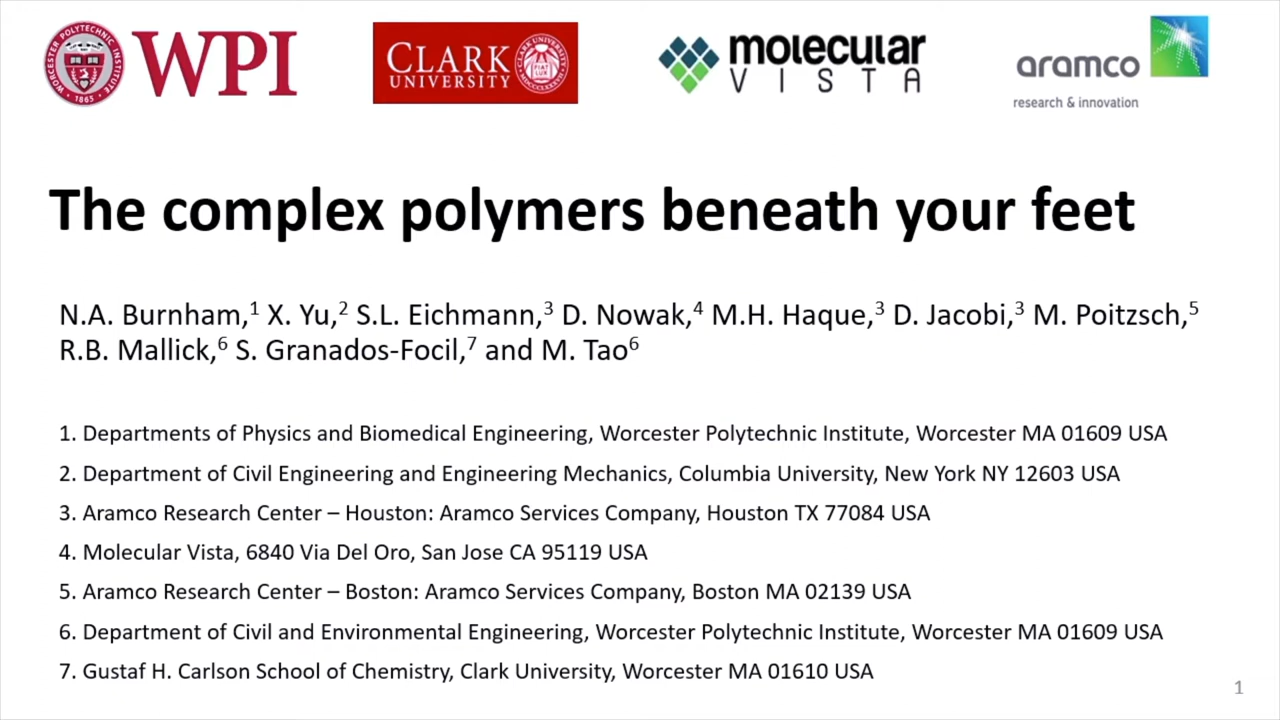 WORCESTER POLYTECHNIC INSTITUTE
1865
WPI
CLARK
UNIVERSITY
molecular
VISTA
aramco
research & innovation
The complex polymers beneath your feet
N.A. Burnham,1 X. Yu,2 S.L. Eichmann,3 D. Nowak,4 M.H. Haque,3 D. Jacobi,3 M. Poitzsch,5
R.B. Mallick,6 S. Granados-Focil,7 and M. Tao6
1. Departments of Physics and Biomedical Engineering, Worcester Polytechnic Institute, Worcester MA 01609 USA
2. Department of Civil Engineering and Engineering Mechanics, Columbia University, New York NY 12603 USA
3. Aramco Research Center – Houston: Aramco Services Company, Houston TX 77084 USA
4. Molecular Vista, 6840 Via Del Oro, San Jose CA 95119 USA
5. Aramco Research Center – Boston: Aramco Services Company, Boston MA 02139 USA
6. Department of Civil and Environmental Engineering, Worcester Polytechnic Institute, Worcester MA 01609 USA
7. Gustaf H. Carlson School of Chemistry, Clark University, Worcester MA 01610 USA
1